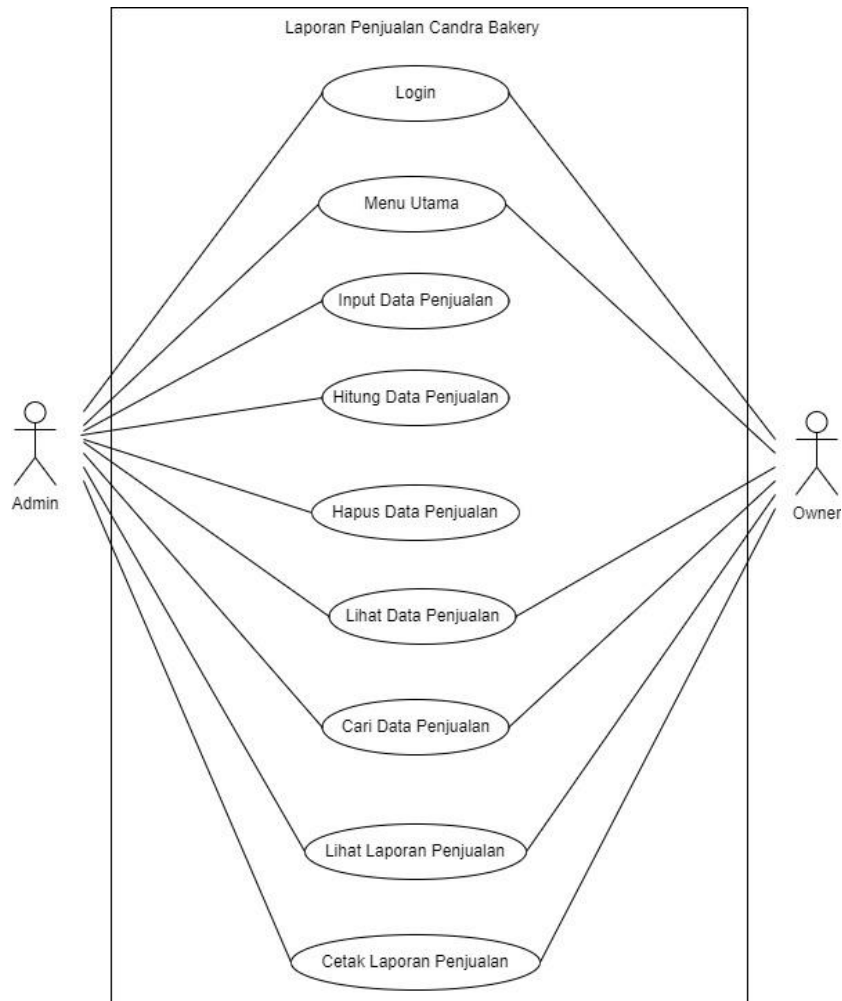 Laporan Penjualan Candra Bakery
Login
Menu Utama
Input Data Penjualan
Hitung Data Penjualan
Hapus Data Penjualan
Lihat Data Penjualan
Cari Data Penjualan
Lihat Laporan Penjualan
Cetak Laporan Penjualan
Admin
Owner